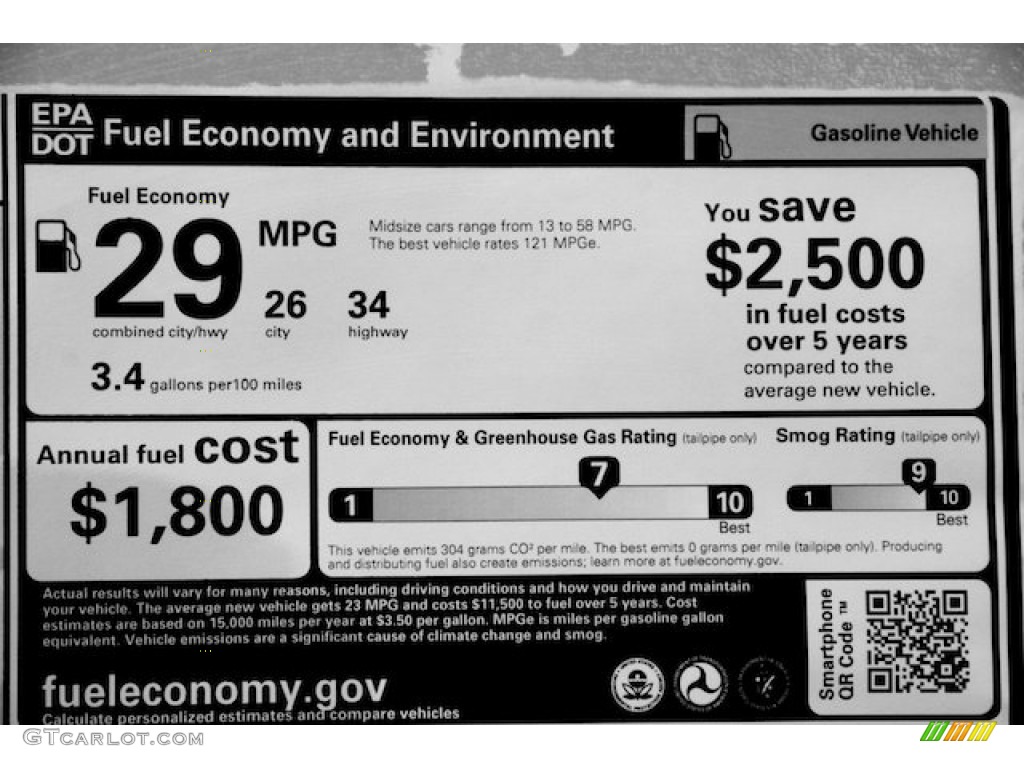 EPA
DOT
Fuel Economy and Environment
Gasoline Vehicle
Fuel Economy
29
MPG
combined city/hwy
26
city
34
highway
3.4 gallons per100 miles
Midsize cars range from 13 to 58 MPG.
The best vehicle rates 121 MPGe.
You save
$2,500
in fuel costs
over 5 years
compared to the
average new vehicle.
Annual fuel cost
$1,800
Fuel Economy & Greenhouse Gas Rating (tailpipe only)
7
1
10
Best
Smog Rating (tailpipe only)
9
1
10
Best
This vehicle emits 304 grams CO² per mile. The best emits 0 grams per mile (tailpipe only). Producing
and distributing fuel also create emissions; learn more at fueleconomy.gov.
Actual results will vary for many reasons, including driving conditions and how you drive and maintain
your vehicle. The average new vehicle gets 23 MPG and costs $11,500 to fuel over 5 years. Cost
estimates are based on 15,000 miles per year at $3.50 per gallon. MPGe is miles per gasoline gallon
equivalent. Vehicle emissions are a significant cause of climate change and smog.
fueleconomy.gov
Calculate personalized estimates and compare vehicles
Smartphone
QR Code™
GTcarlot.com